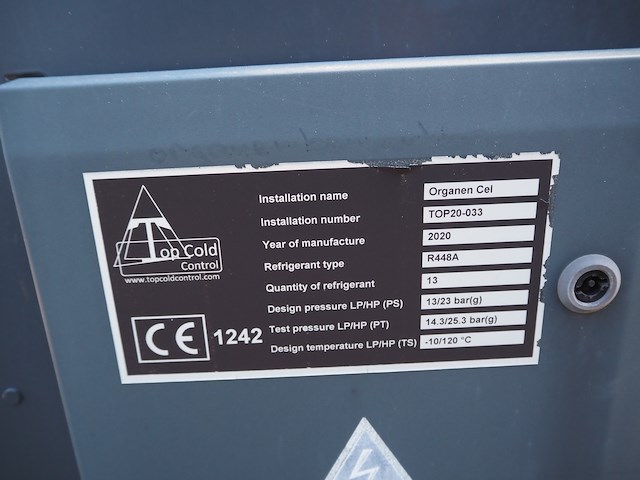 Top Cold
Control
www.topcoldcontrol.com
CE 1242
Installation name Organen Cel
Installation number TOP20-033
Year of manufacture 2020
Refrigerant type R448A
Quantity of refrigerant 13
Design pressure LP/HP (PS) 13/23 bar(g)
Test pressure LP/HP (PT) 14.3/25.3 bar(g)
Design temperature LP/HP (TS) -10/120 °C